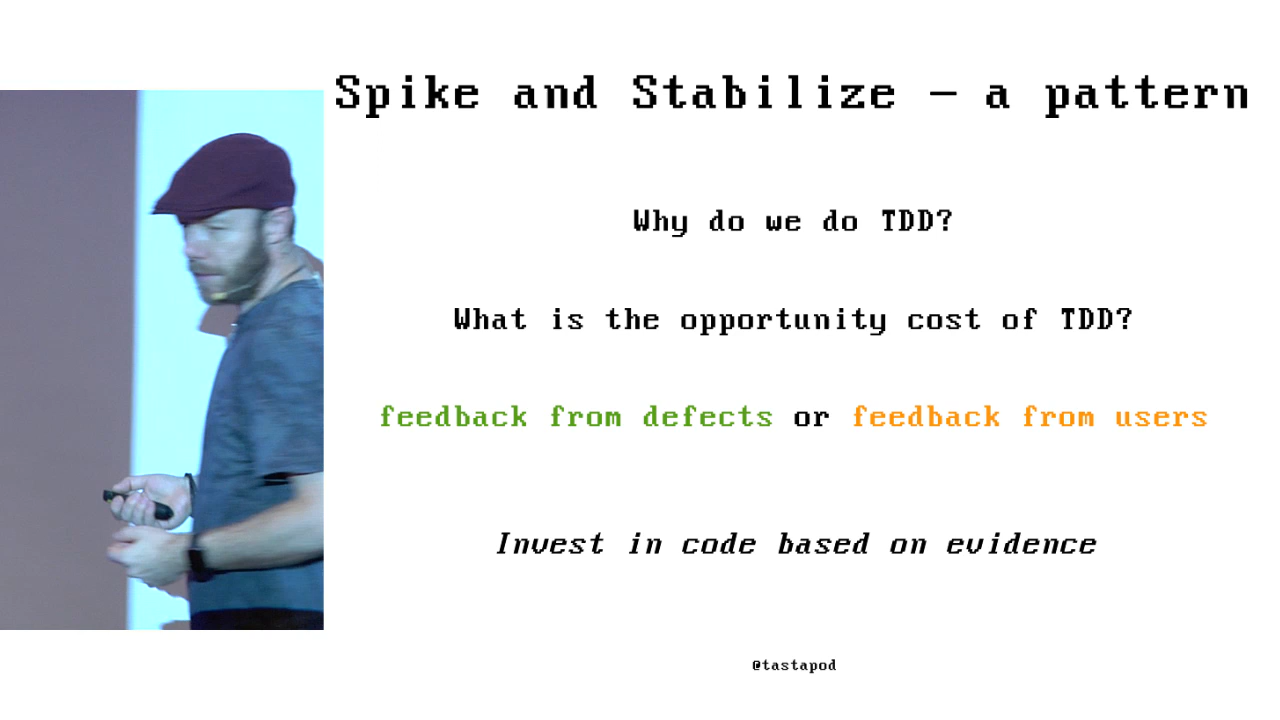 Spike and Stabilize – a pattern
Why do we do TDD?
What is the opportunity cost of TDD?
feedback from defects or feedback from users
Invest in code based on evidence
@tastapod